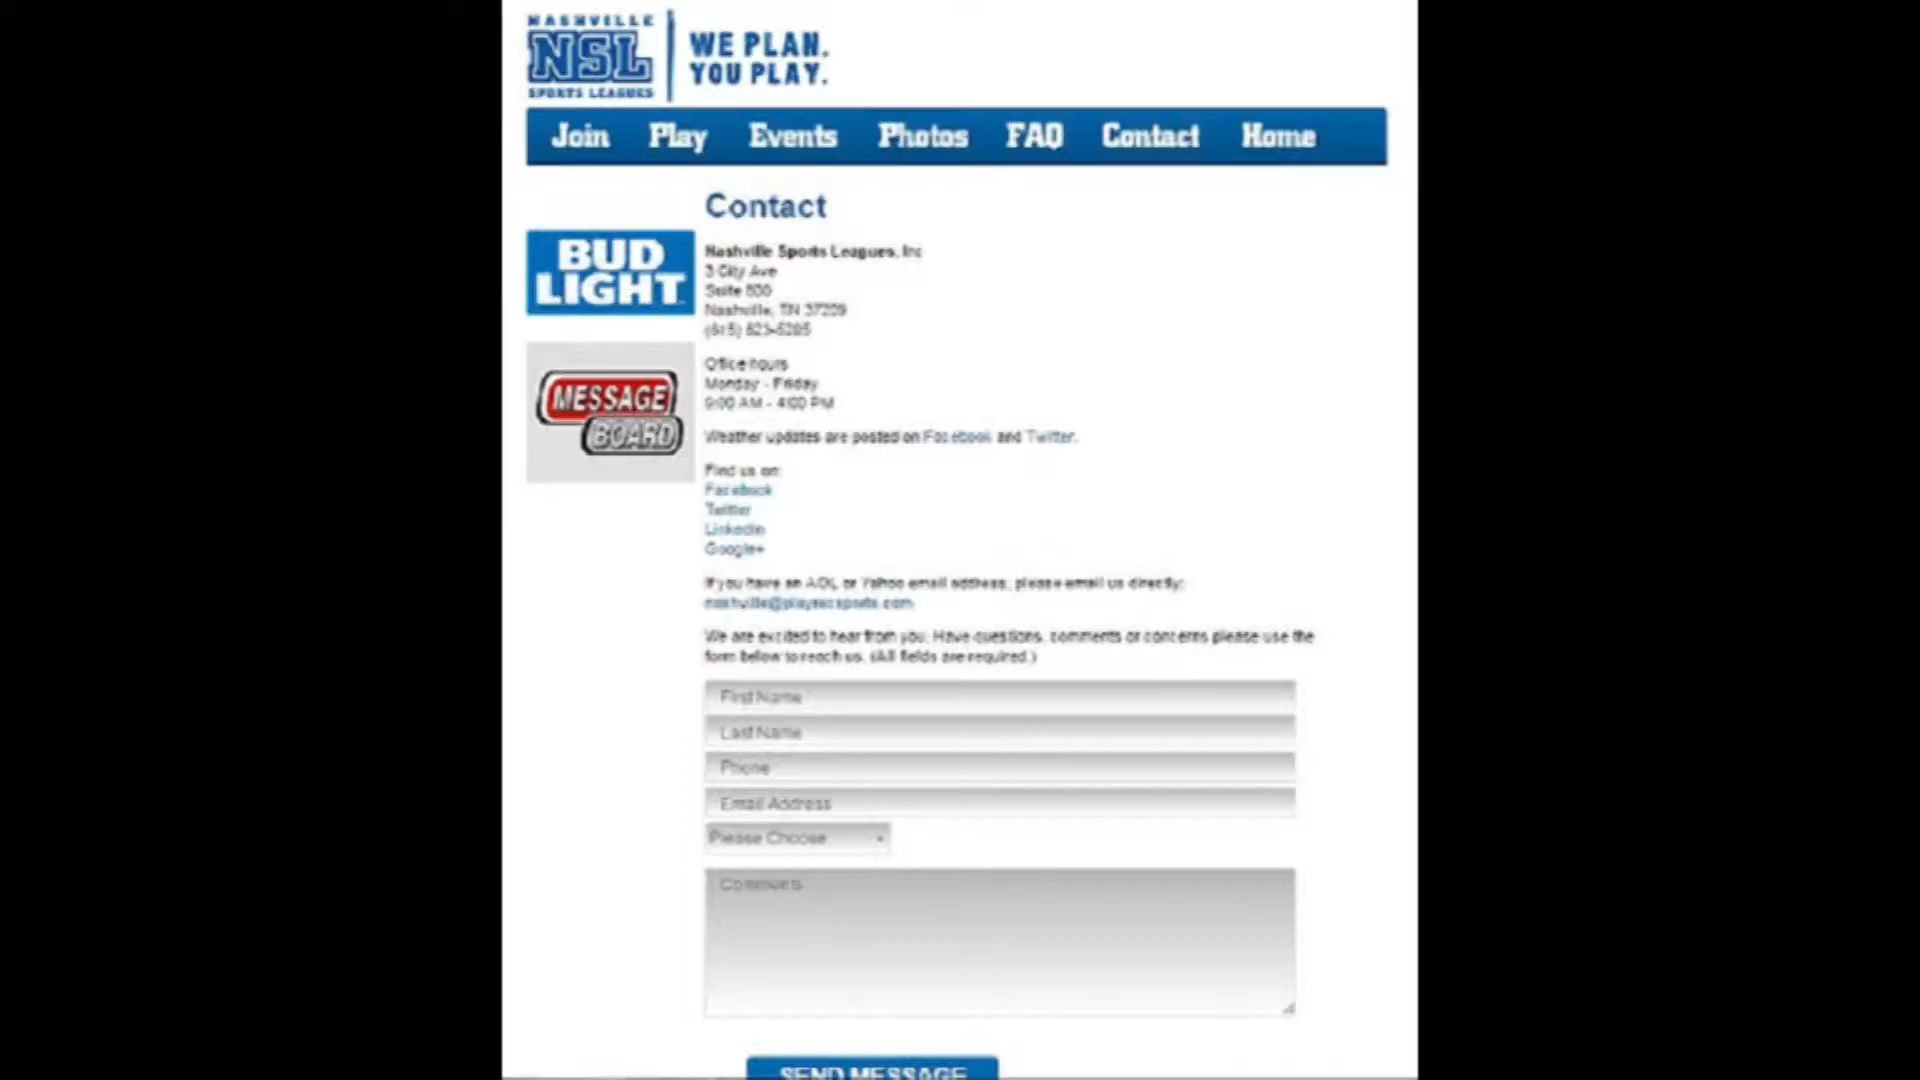 NASHVILLE
NSL
SPORTS LEAGUES
WE PLAN.
YOU PLAY.
Join Play Events Photos FAQ Contact Home
Contact
BUD
LIGHT
Nashville Sports Leagues, Inc
3 City Ave
Suite
Nashville, TN 37209
(615)
Office hours
Monday - Friday
9:00 AM - 4:00 PM
MESSAGE
BOARD
Weather updates are posted on Facebook and Twitter.
Find us on:
Facebook
Twitter
LinkedIn
Google+
If you have an AOL or Yahoo email address, please email us directly:
We are excited to hear from you. Have questions, comments or concerns please use the
form below to reach us. (All fields are required.)
First Name
Last Name
Phone
Email Address
Please Choose
Comments
SEND MESSAGE